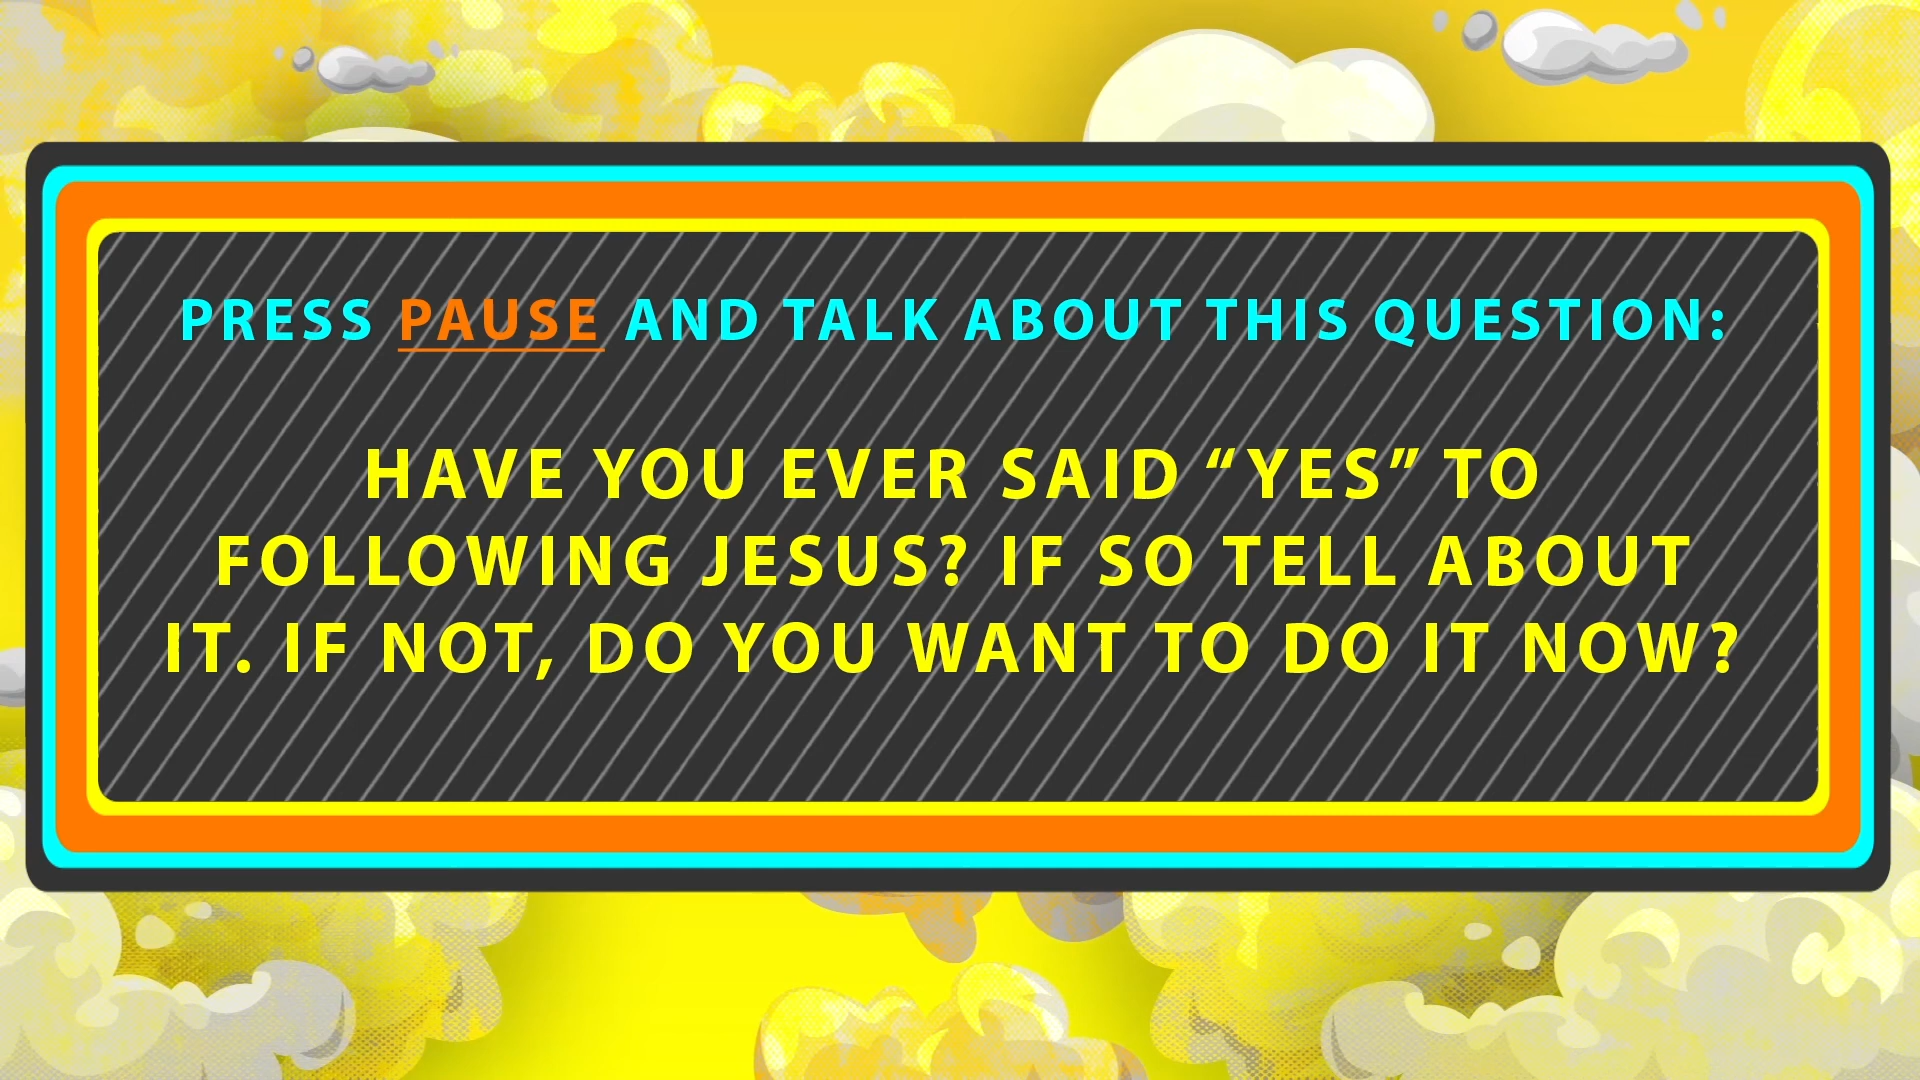 PRESS PAUSE AND TALK ABOUT THIS QUESTION:
HAVE YOU EVER SAID “YES” TO
FOLLOWING JESUS? IF SO TELL ABOUT
IT. IF NOT, DO YOU WANT TO DO IT NOW?